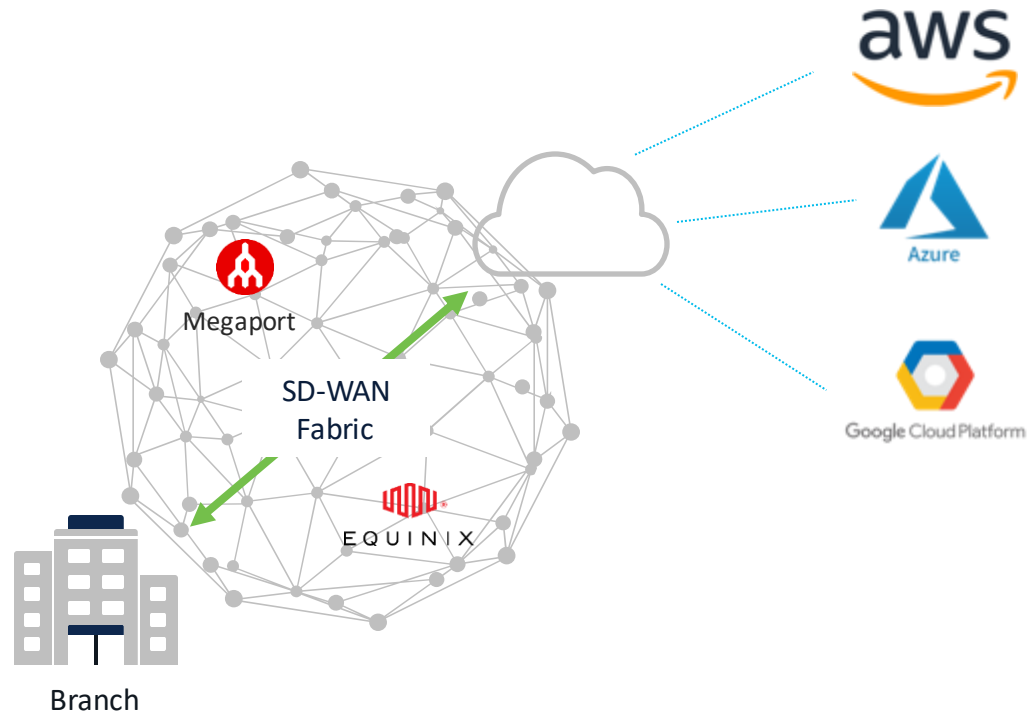 aws
Azure
Megaport
Google Cloud Platform
SD-WAN
Fabric
EQUINIX
Branch